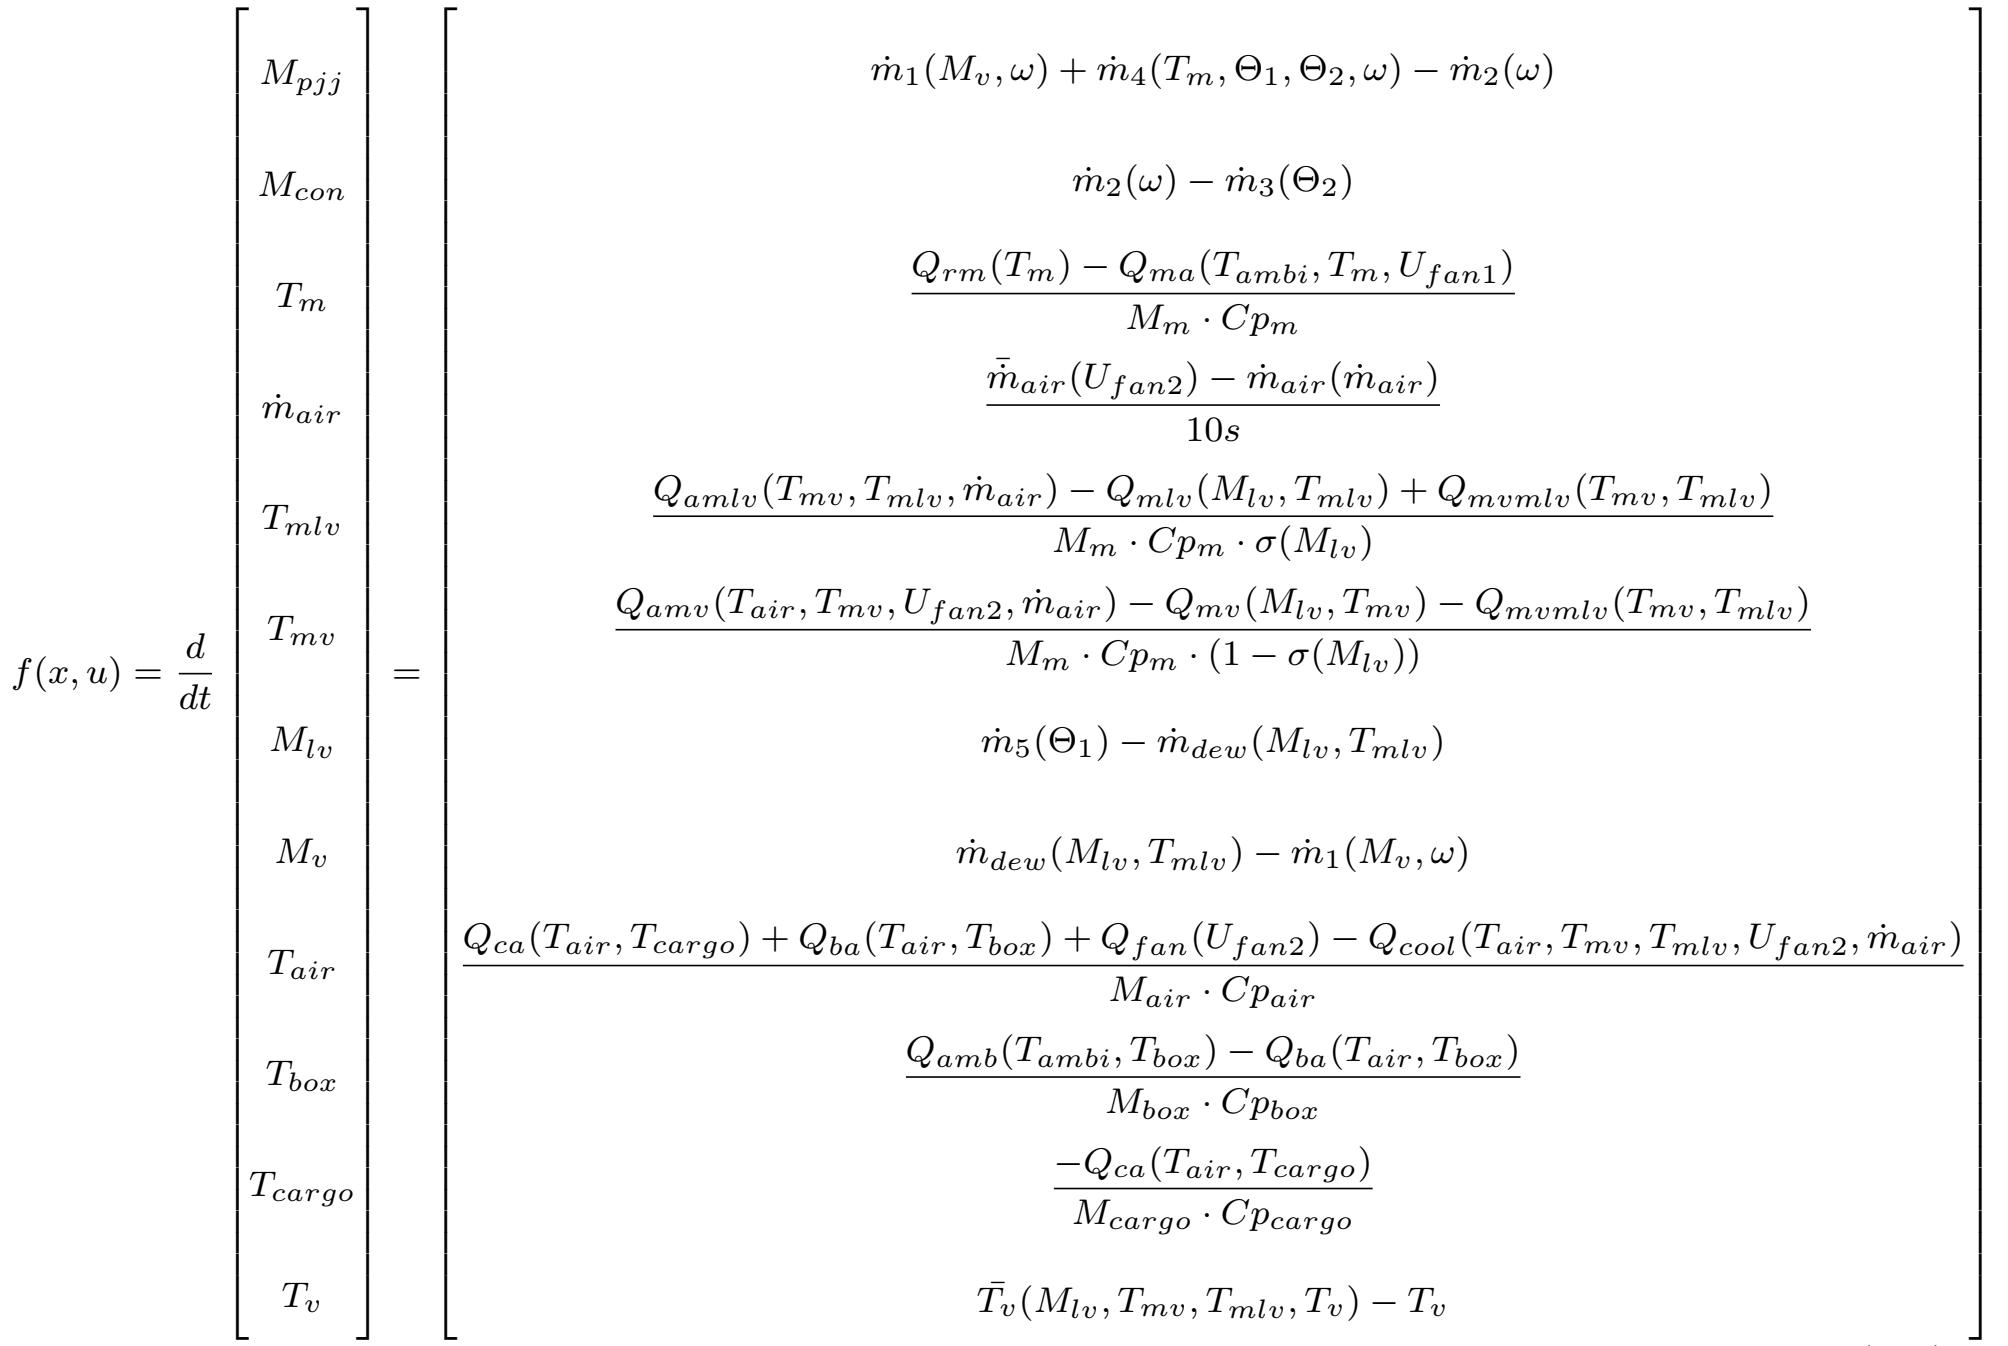 f(x, u) = \frac{d}{dt} \begin{bmatrix} M_{pjj} \\ M_{con} \\ T_m \\ \dot{m}_{air} \\ T_{mlv} \\ T_{mv} \\ M_{lv} \\ M_v \\ T_{air} \\ T_{box} \\ T_{cargo} \\ T_v \end{bmatrix} = \begin{bmatrix}
\dot{m}_1(M_v, \omega) + \dot{m}_4(T_m, \Theta_1, \Theta_2, \omega) - \dot{m}_2(\omega) \\
\dot{m}_2(\omega) - \dot{m}_3(\Theta_2) \\
\frac{Q_{rm}(T_m) - Q_{ma}(T_{ambi}, T_m, U_{fan1})}{M_m \cdot Cp_m} \\
\frac{\bar{\dot{m}}_{air}(U_{fan2}) - \dot{m}_{air}(\dot{m}_{air})}{10s} \\
\frac{Q_{amlv}(T_{mv}, T_{mlv}, \dot{m}_{air}) - Q_{mlv}(M_{lv}, T_{mlv}) + Q_{mvmlv}(T_{mv}, T_{mlv})}{M_m \cdot Cp_m \cdot \sigma(M_{lv})} \\
\frac{Q_{amv}(T_{air}, T_{mv}, U_{fan2}, \dot{m}_{air}) - Q_{mv}(M_{lv}, T_{mv}) - Q_{mvmlv}(T_{mv}, T_{mlv})}{M_m \cdot Cp_m \cdot (1 - \sigma(M_{lv}))} \\
\dot{m}_5(\Theta_1) - \dot{m}_{dew}(M_{lv}, T_{mlv}) \\
\dot{m}_{dew}(M_{lv}, T_{mlv}) - \dot{m}_1(M_v, \omega) \\
\frac{Q_{ca}(T_{air}, T_{cargo}) + Q_{ba}(T_{air}, T_{box}) + Q_{fan}(U_{fan2}) - Q_{cool}(T_{air}, T_{mv}, T_{mlv}, U_{fan2}, \dot{m}_{air})}{M_{air} \cdot Cp_{air}} \\
\frac{Q_{amb}(T_{ambi}, T_{box}) - Q_{ba}(T_{air}, T_{box})}{M_{box} \cdot Cp_{box}} \\
\frac{-Q_{ca}(T_{air}, T_{cargo})}{M_{cargo} \cdot Cp_{cargo}} \\
\bar{T_v}(M_{lv}, T_{mv}, T_{mlv}, T_v) - T_v
\end{bmatrix}